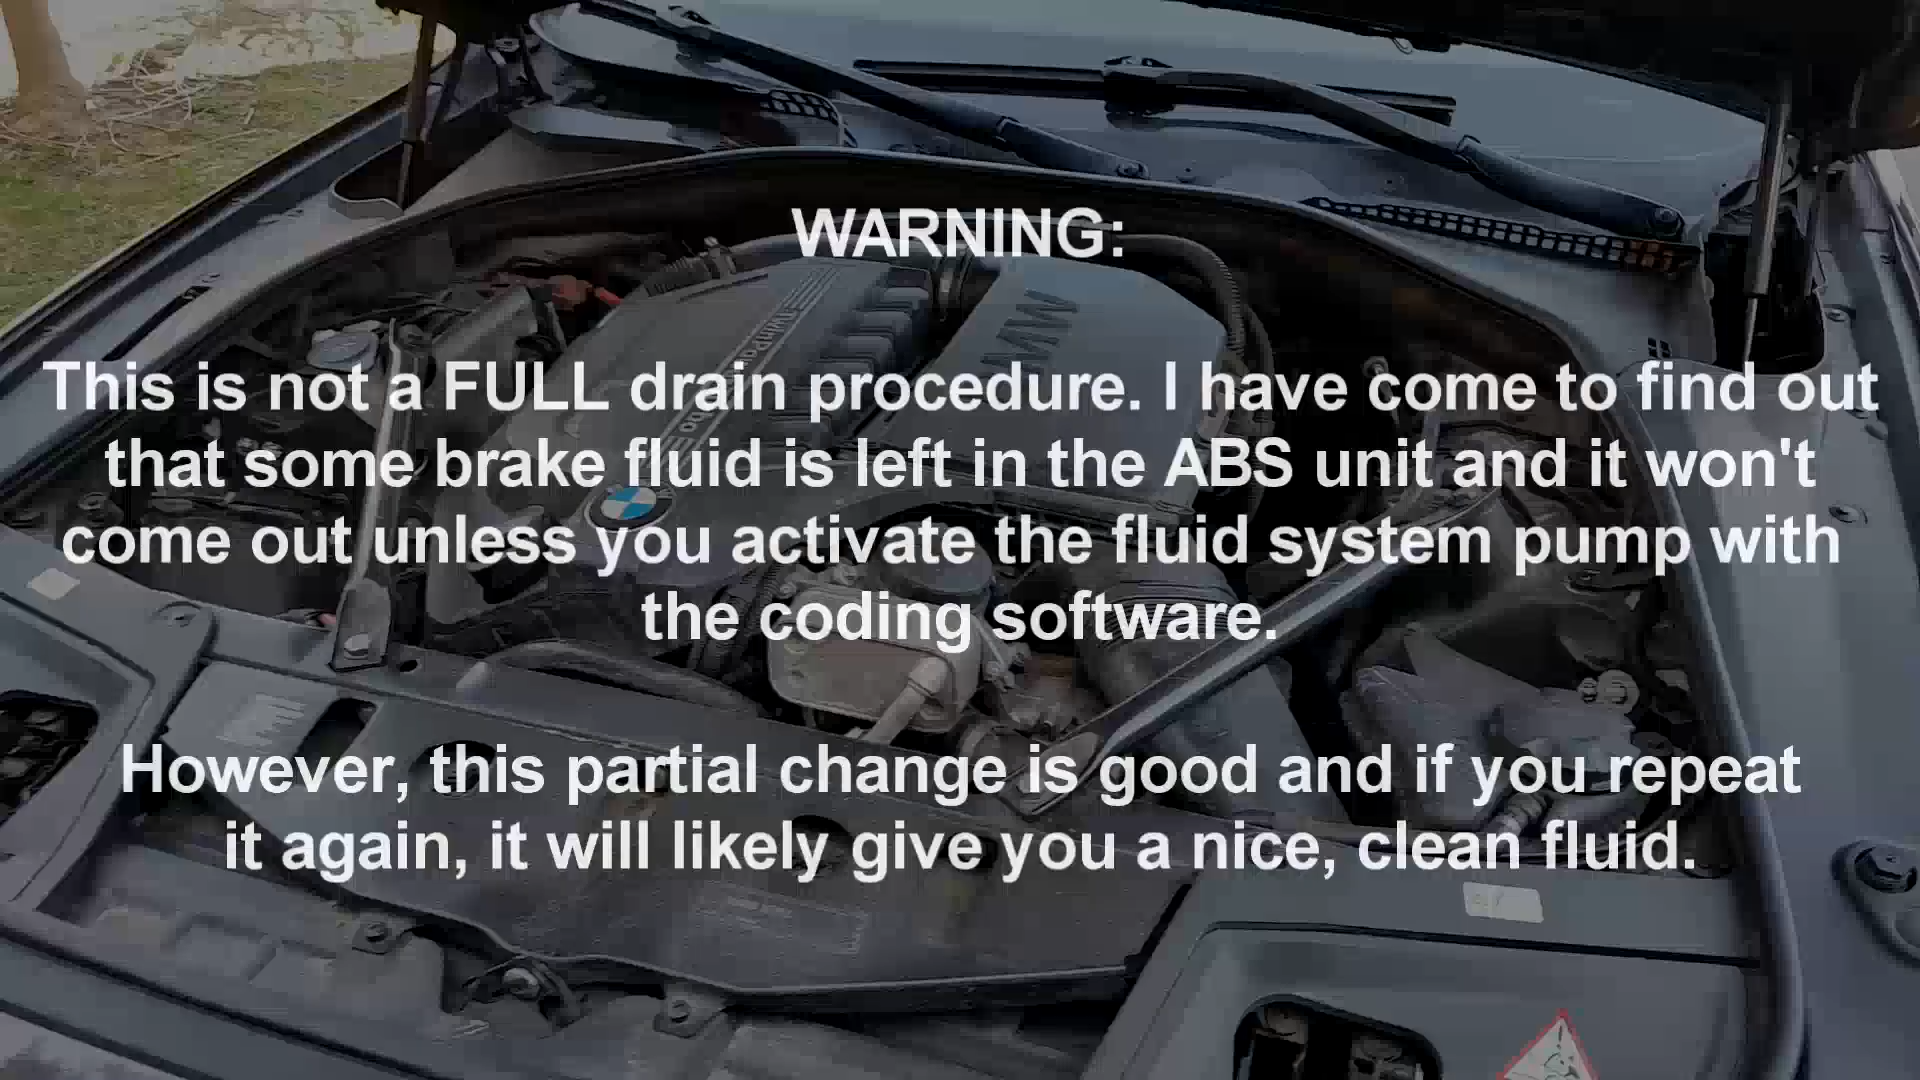 WARNING:
This is not a FULL drain procedure. I have come to find out
that some brake fluid is left in the ABS unit and it won't
come out unless you activate the fluid system pump with
the coding software.
However, this partial change is good and if you repeat
it again, it will likely give you a nice, clean fluid.